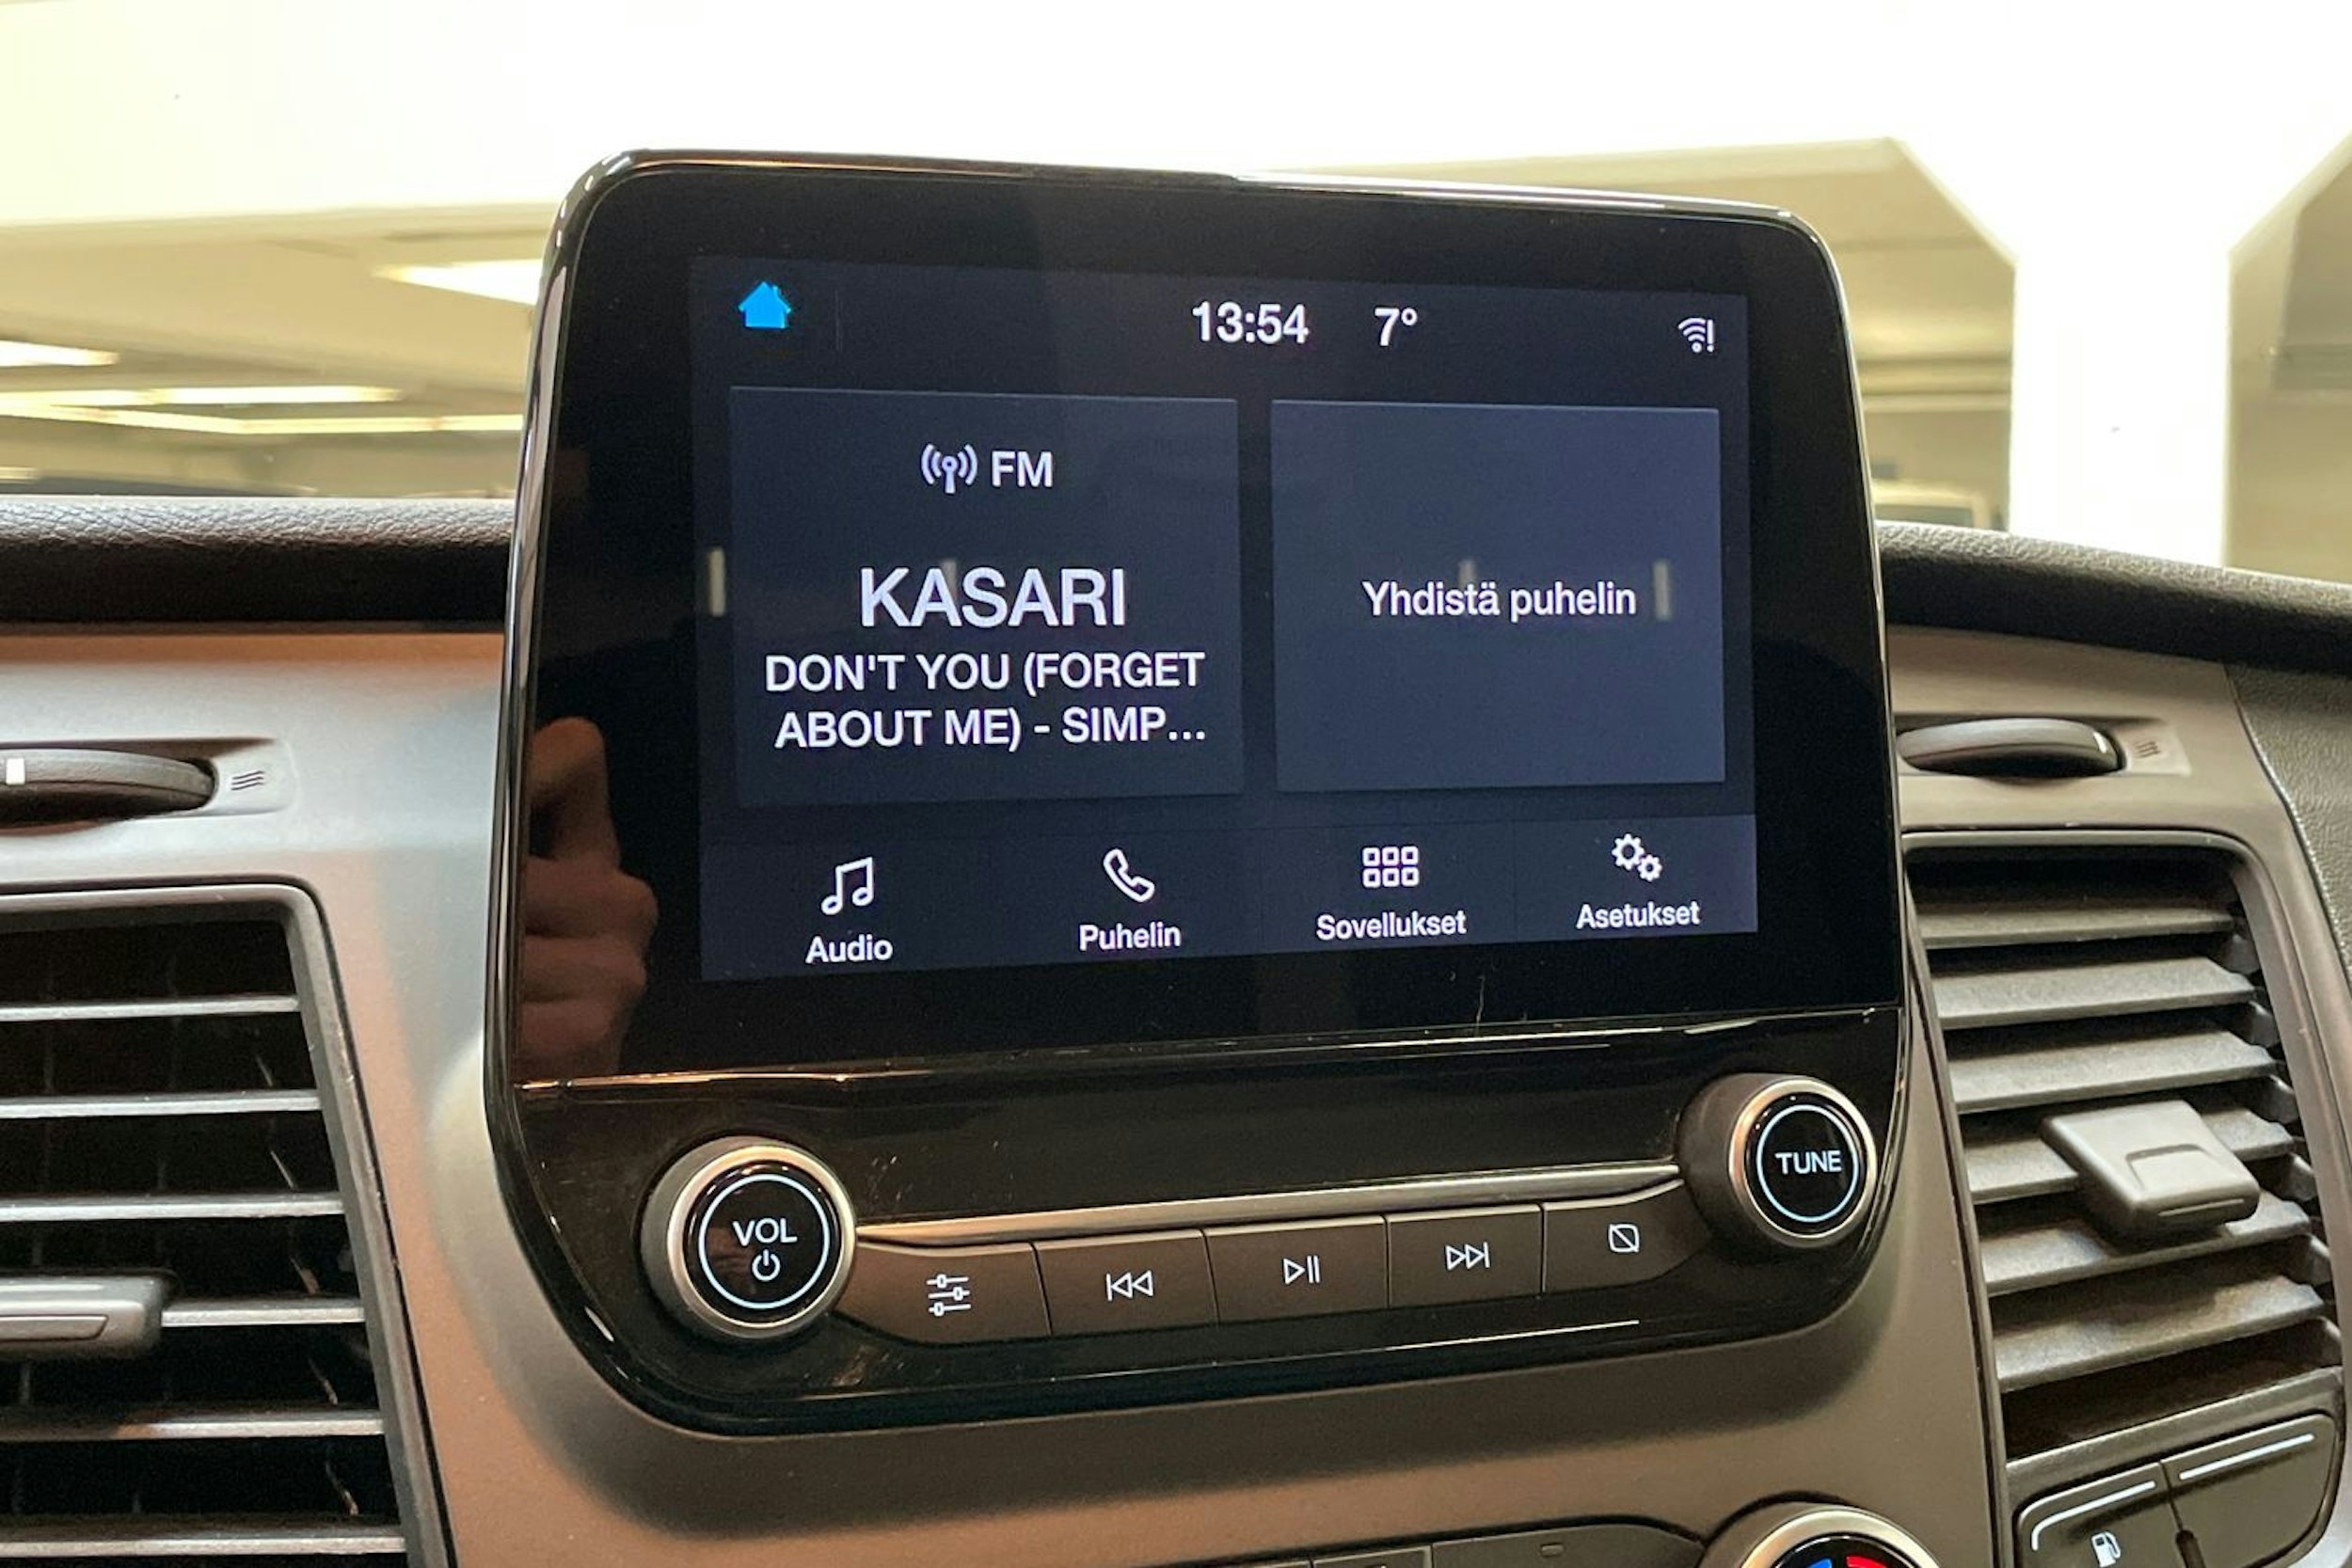 13:54 7°
FM
KASARI
DON'T YOU (FORGET
ABOUT ME) - SIMP...
Yhdistä puhelin
Audio
Puhelin
Sovellukset
Asetukset
VOL
TUNE